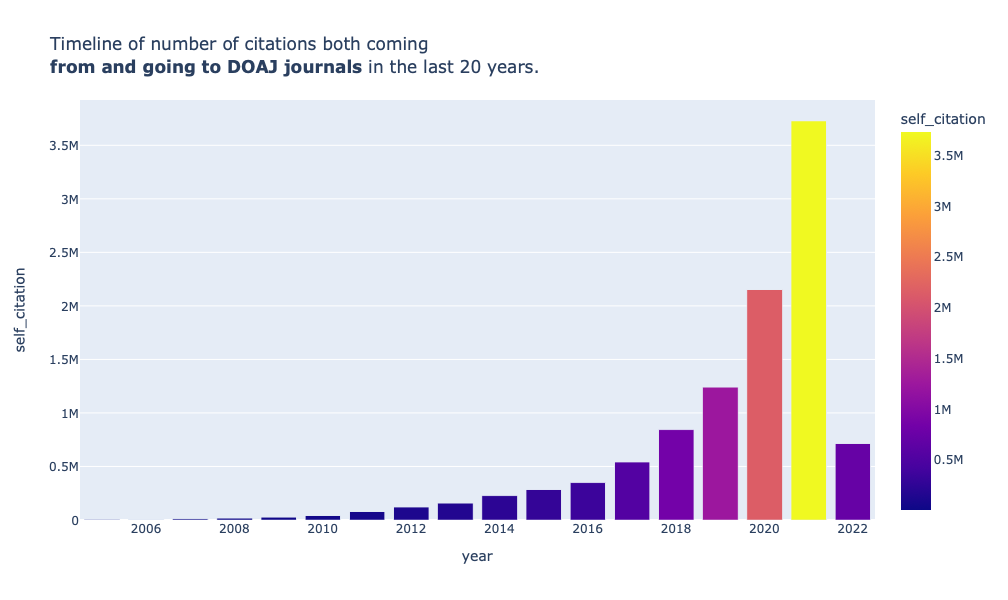 Timeline of number of citations both coming
from and going to DOAJ journals in the last 20 years.
self_citation
3.5M
3M
2.5M
2M
1.5M
1M
0.5M
0
2006 2008 2010 2012 2014 2016 2018 2020 2022
year
self_citation
3.5M
3M
2.5M
2M
1.5M
1M
0.5M